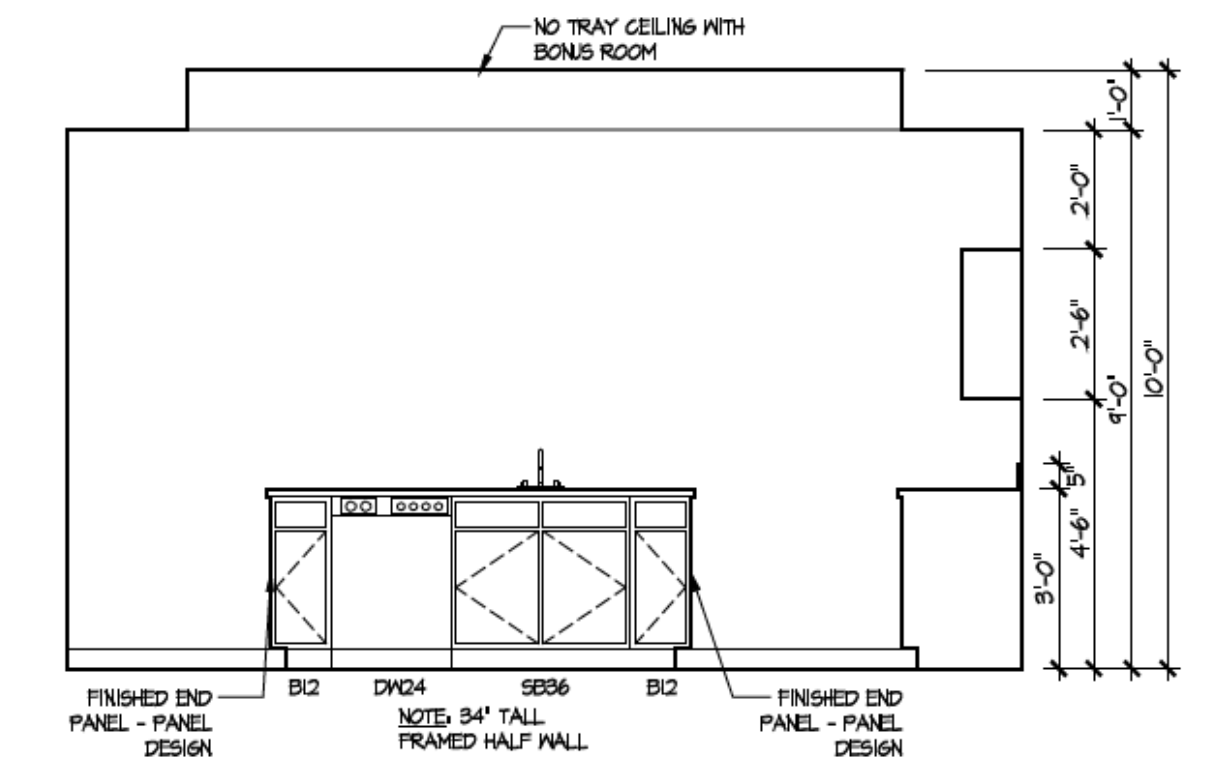 NO TRAY CEILING WITH
BONUS ROOM
1'-0"
2'-0"
2'-6"
9'-0"
10'-0"
5"
4'-6"
3'-0"
FINISHED END
PANEL - PANEL
DESIGN
B12
DW24
SB36
B12
NOTE: 34" TALL
FRAMED HALF WALL
FINISHED END
PANEL - PANEL
DESIGN